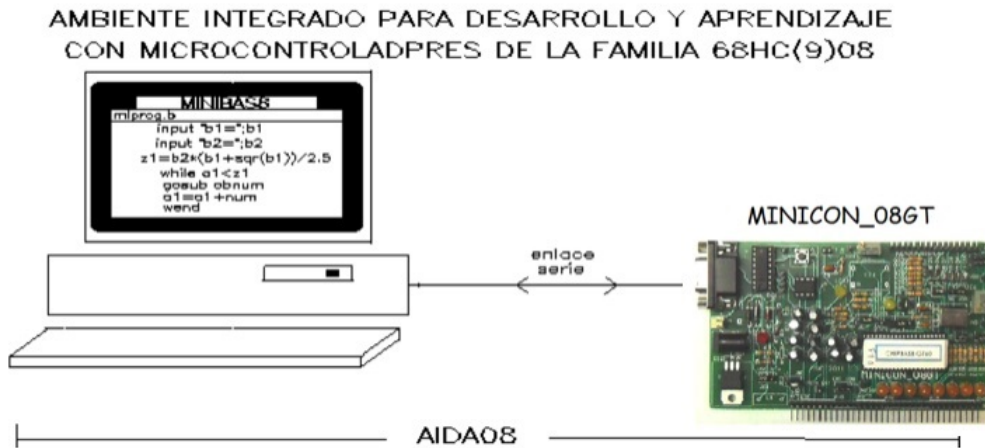 AMBIENTE INTEGRADO PARA DESARROLLO Y APRENDIZAJE
CON MICROCONTROLADPRES DE LA FAMILIA 68HC(9)08
MINIBAS8
miprog.b
input "b1=";b1
input "b2=";b2
z1=b2*(b1+sqr(b1))/2.5
while a1<z1
gosub obnum
a1=a1+num
wend
enlace
serie
MINICON_08GT
MINICON_08GT
AIDA08